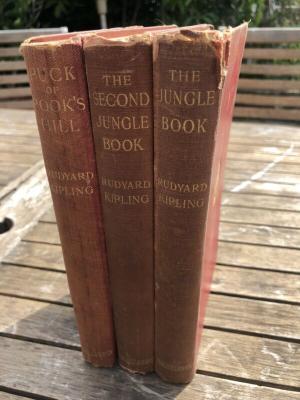 PUCK
OF
POOK'S
HILL
RUDYARD
KIPLING
THE
SECOND
JUNGLE
BOOK
RUDYARD
KIPLING
THE
JUNGLE
BOOK
RUDYARD
KIPLING